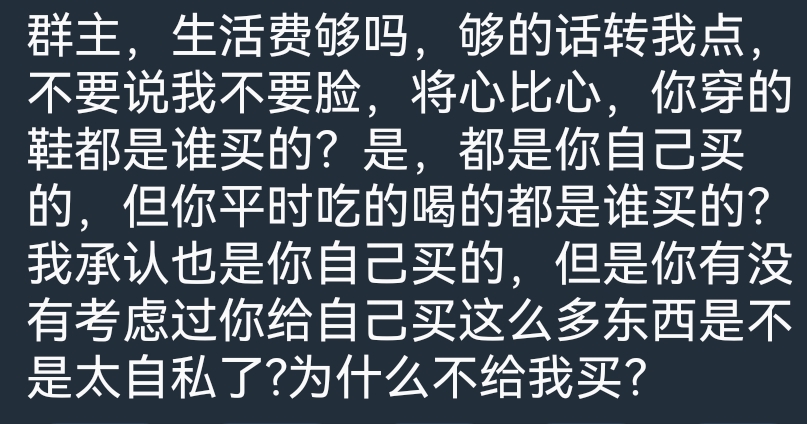 群主，生活费够吗，够的话转我点，
不要说我不要脸，将心比心，你穿的
鞋都是谁买的？是，都是你自己买
的，但你平时吃的喝的都是谁买的？
我承认也是你自己买的，但是你有没
有考虑过你给自己买这么多东西是不
是太自私了?为什么不给我买？